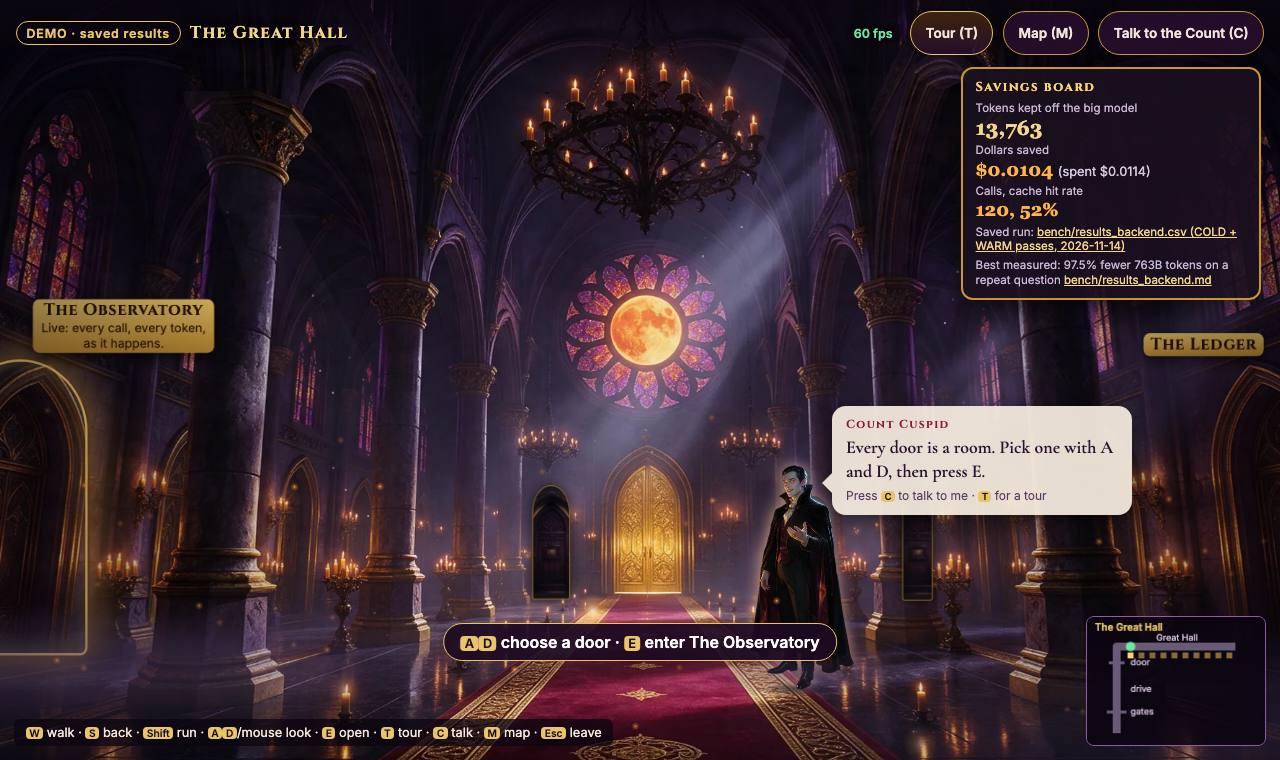 DEMO · saved results
THE GREAT HALL
60 fps
Tour (T)
Map (M)
Talk to the Count (C)
SAVINGS BOARD
Tokens kept off the big model
13,763
Dollars saved
$0.0104 (spent $0.0114)
Calls, cache hit rate
120, 52%
Saved run: bench/results_backend.csv (COLD +
WARM passes, 2026-11-14)
Best measured: 97.5% fewer 763B tokens on a
repeat question bench/results_backend.md
THE OBSERVATORY
Live: every call, every token,
as it happens.
THE LEDGER
COUNT CUSPID
Every door is a room. Pick one with A
and D, then press E.
Press C to talk to me · T for a tour
A D choose a door · E enter The Observatory
The Great Hall
Great Hall
door
drive
gates
W walk · S back · Shift run · A D/mouse look · E open · T tour · C talk · M map · Esc leave